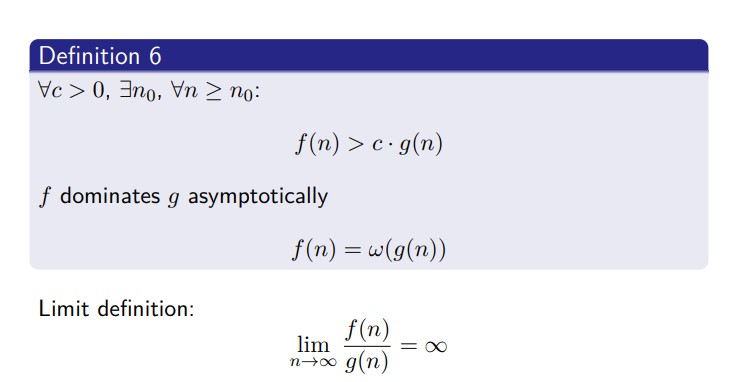 Definition 6
∀c > 0, ∃n₀, ∀n ≥ n₀:
f(n) > c · g(n)
f dominates g asymptotically
f(n) = ω(g(n))
Limit definition:
lim_{n→∞} f(n)/g(n) = ∞